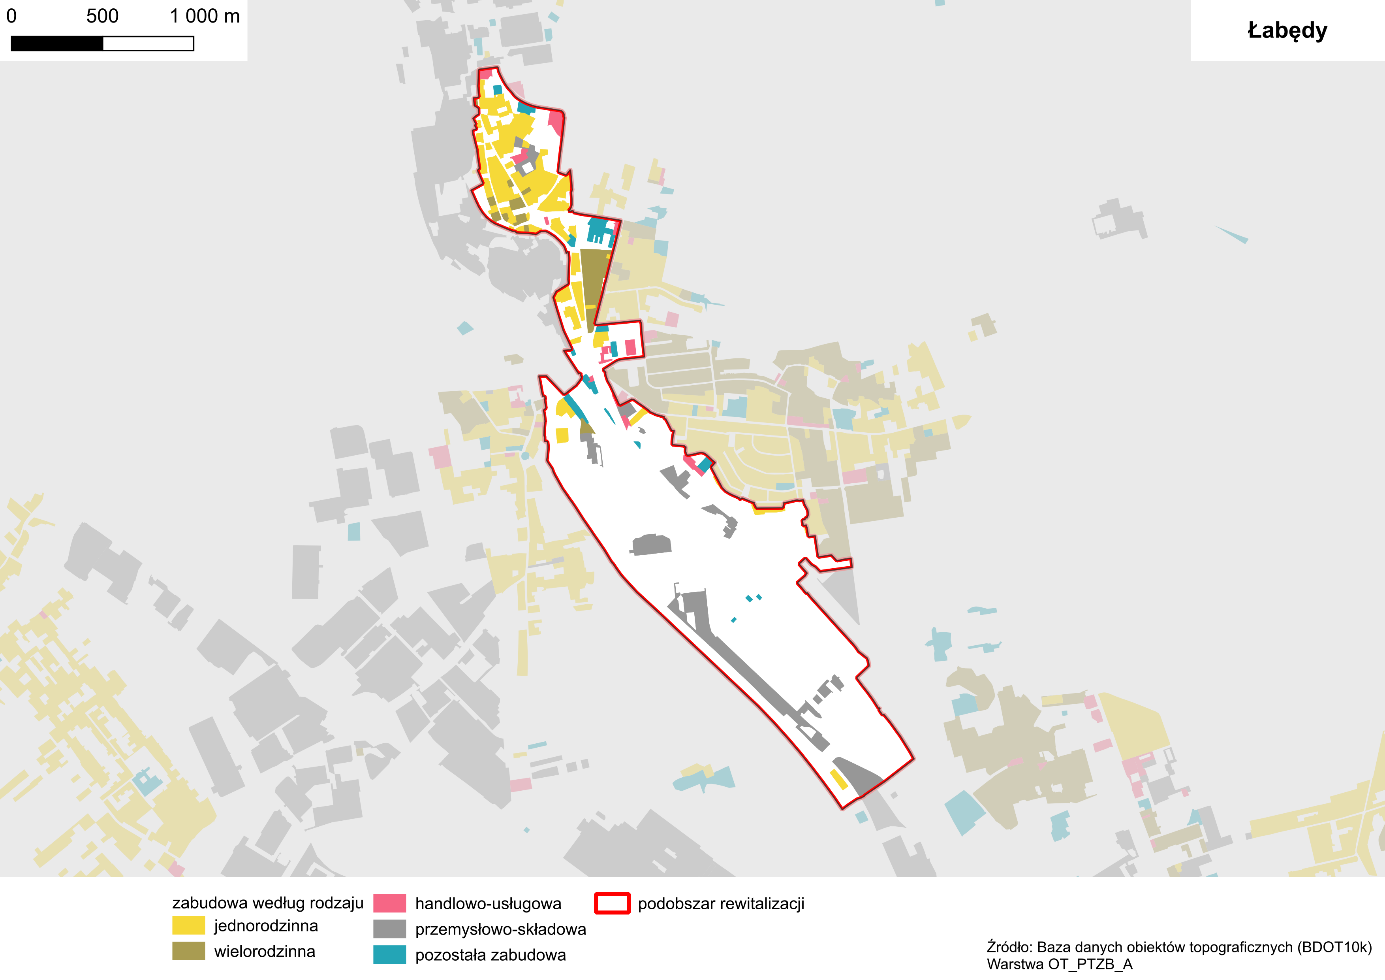 0 500 1 000 m
Łabędy
zabudowa według rodzaju
jednorodzinna
wielorodzinna
handlowo-usługowa
przemysłowo-składowa
pozostała zabudowa
podobszar rewitalizacji
Źródło: Baza danych obiektów topograficznych (BDOT10k)
Warstwa OT_PTZB_A